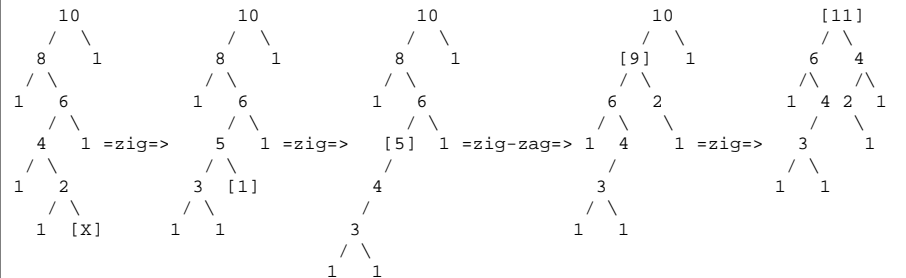 10 10 10 10 [11]
/ \ / \ / \ / \ / \
8 1 8 1 8 1 [9] 1 6 4
/ \ / \ / \ / \ /\ /\
1 6 1 6 1 6 6 2 1 4 2 1
/ \ / \ / \ / \ \ / \
4 1 =zig=> 5 1 =zig=> [5] 1 =zig-zag=> 1 4 1 =zig=> 3 1
/ \ / \ / / / \
1 2 3 [1] 4 3 1 1
/ \ / \ / / \
1 [X] 1 1 3 1 1
/ \
1 1